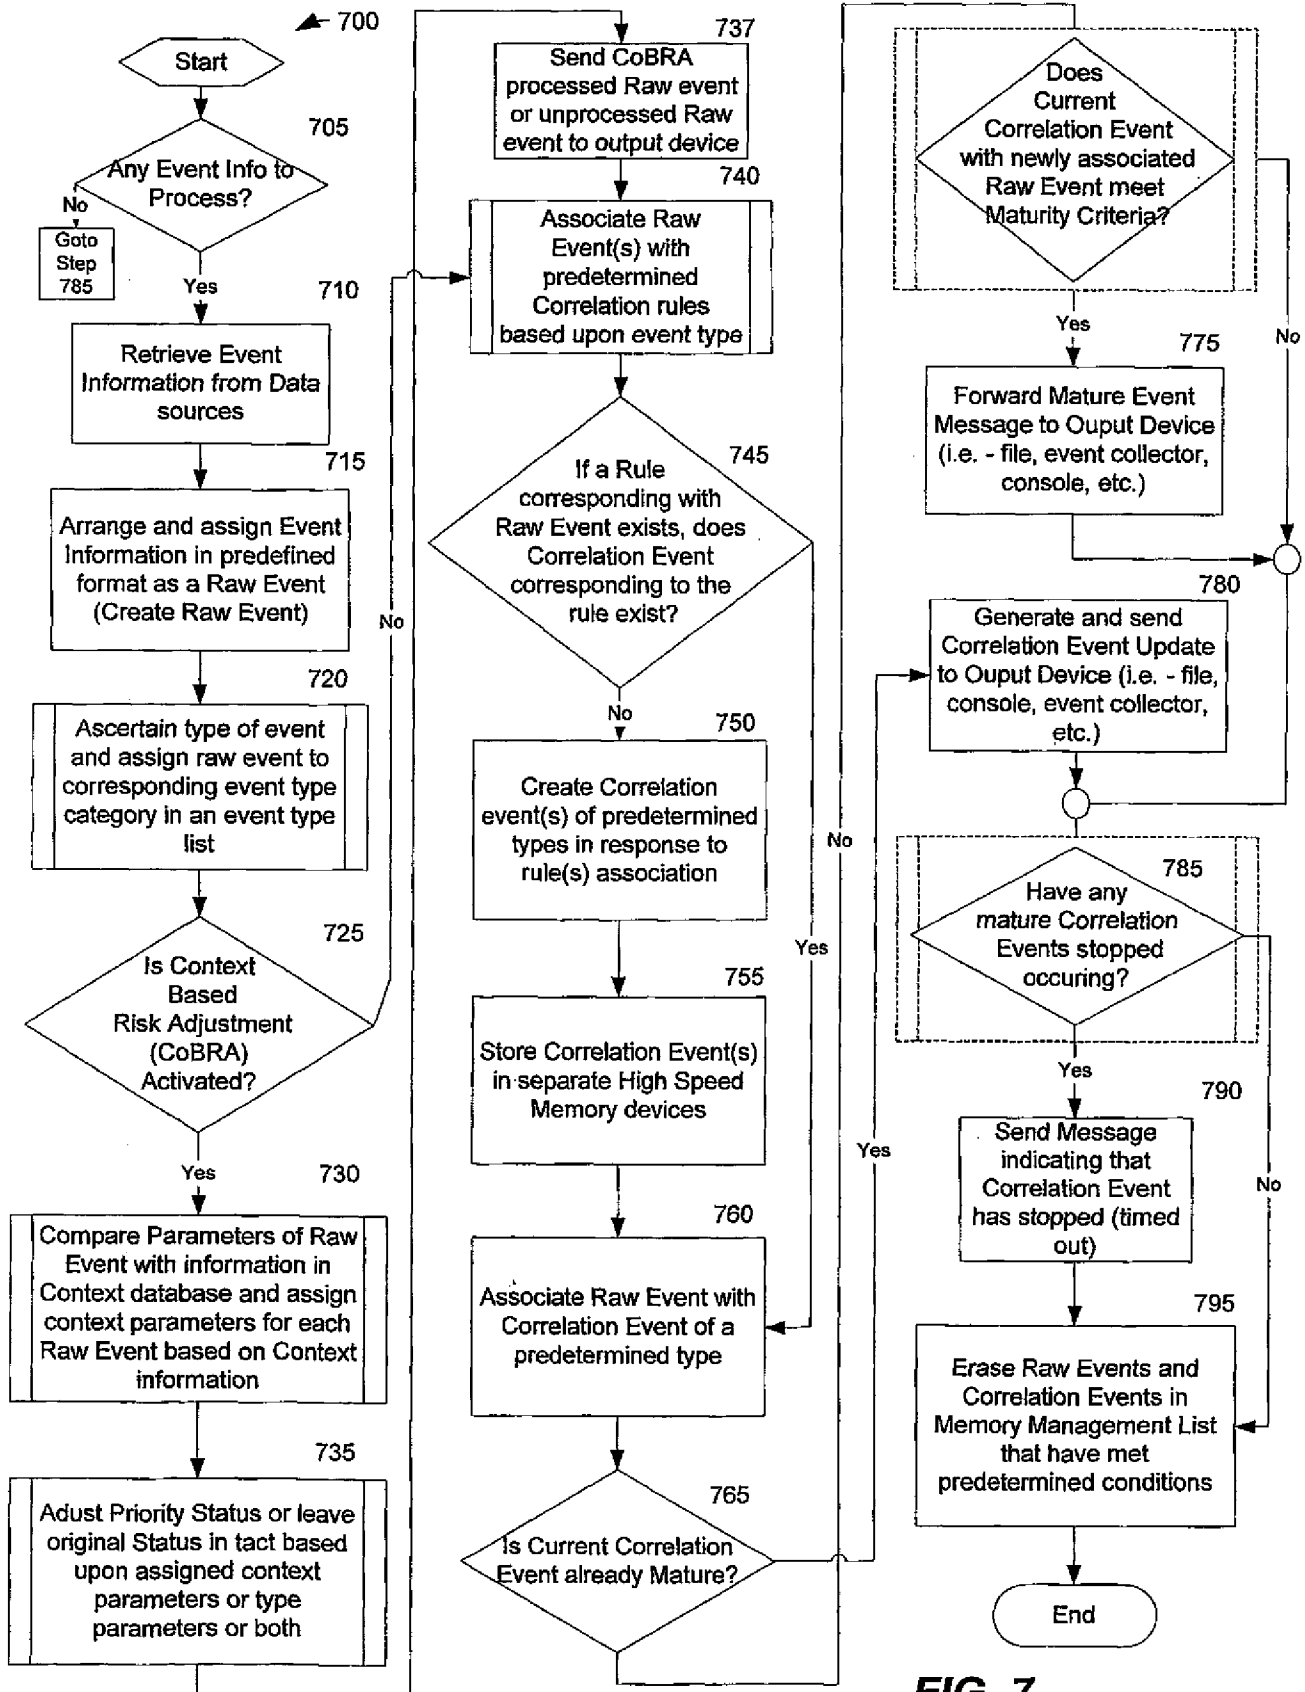 700
Start
705
Any Event Info to
Process?
No
Goto
Step
785
Yes
710
Retrieve Event
Information from Data
sources
715
Arrange and assign Event
Information in predefined
format as a Raw Event
(Create Raw Event)
720
Ascertain type of event
and assign raw event to
corresponding event type
category in an event type
list
725
Is Context
Based
Risk Adjustment
(CoBRA)
Activated?
No
Yes
730
Compare Parameters of Raw
Event with information in
Context database and assign
context parameters for each
Raw Event based on Context
information
735
Adust Priority Status or leave
original Status in tact based
upon assigned context
parameters or type
parameters or both
737
Send CoBRA
processed Raw event
or unprocessed Raw
event to output device
740
Associate Raw
Event(s) with
predetermined
Correlation rules
based upon event type
745
If a Rule
corresponding with
Raw Event exists, does
Correlation Event
corresponding to the
rule exist?
No
Yes
750
Create Correlation
event(s) of predetermined
types in response to
rule(s) association
755
Store Correlation Event(s)
in separate High Speed
Memory devices
760
Associate Raw Event with
Correlation Event of a
predetermined type
765
Is Current Correlation
Event already Mature?
No
Yes
Does
Current
Correlation Event
with newly associated
Raw Event meet
Maturity Criteria?
Yes
No
775
Forward Mature Event
Message to Ouput Device
(i.e. - file, event collector,
console, etc.)
780
Generate and send
Correlation Event Update
to Ouput Device (i.e. - file,
console, event collector,
etc.)
785
Have any
mature Correlation
Events stopped
occuring?
Yes
No
790
Send Message
indicating that
Correlation Event
has stopped (timed
out)
795
Erase Raw Events and
Correlation Events in
Memory Management List
that have met
predetermined conditions
End
FIG. 7